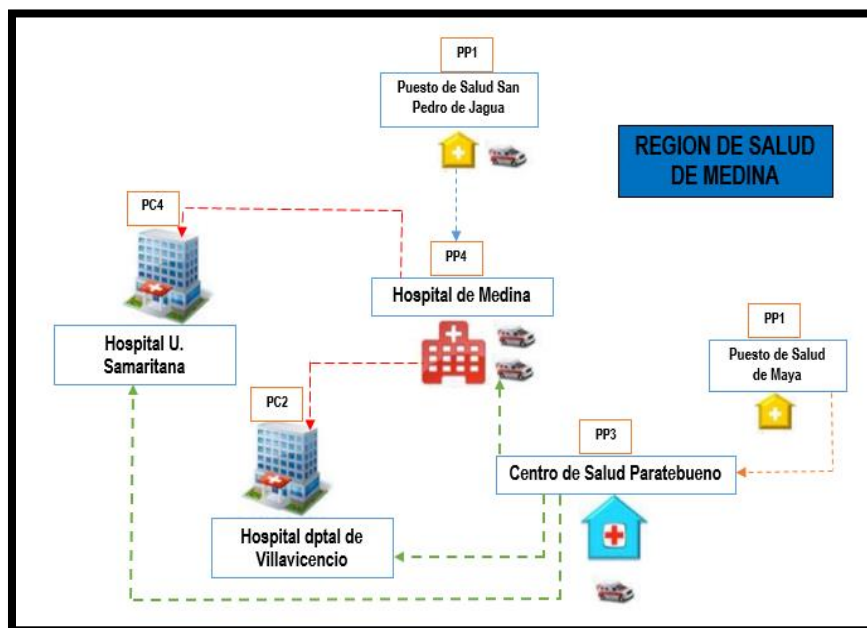 PP1
Puesto de Salud San
Pedro de Jagua
REGION DE SALUD
DE MEDINA
PC4
PP4
Hospital de Medina
Hospital U.
Samaritana
PP1
Puesto de Salud
de Maya
PC2
PP3
Centro de Salud Paratebueno
Hospital dptal de
Villavicencio